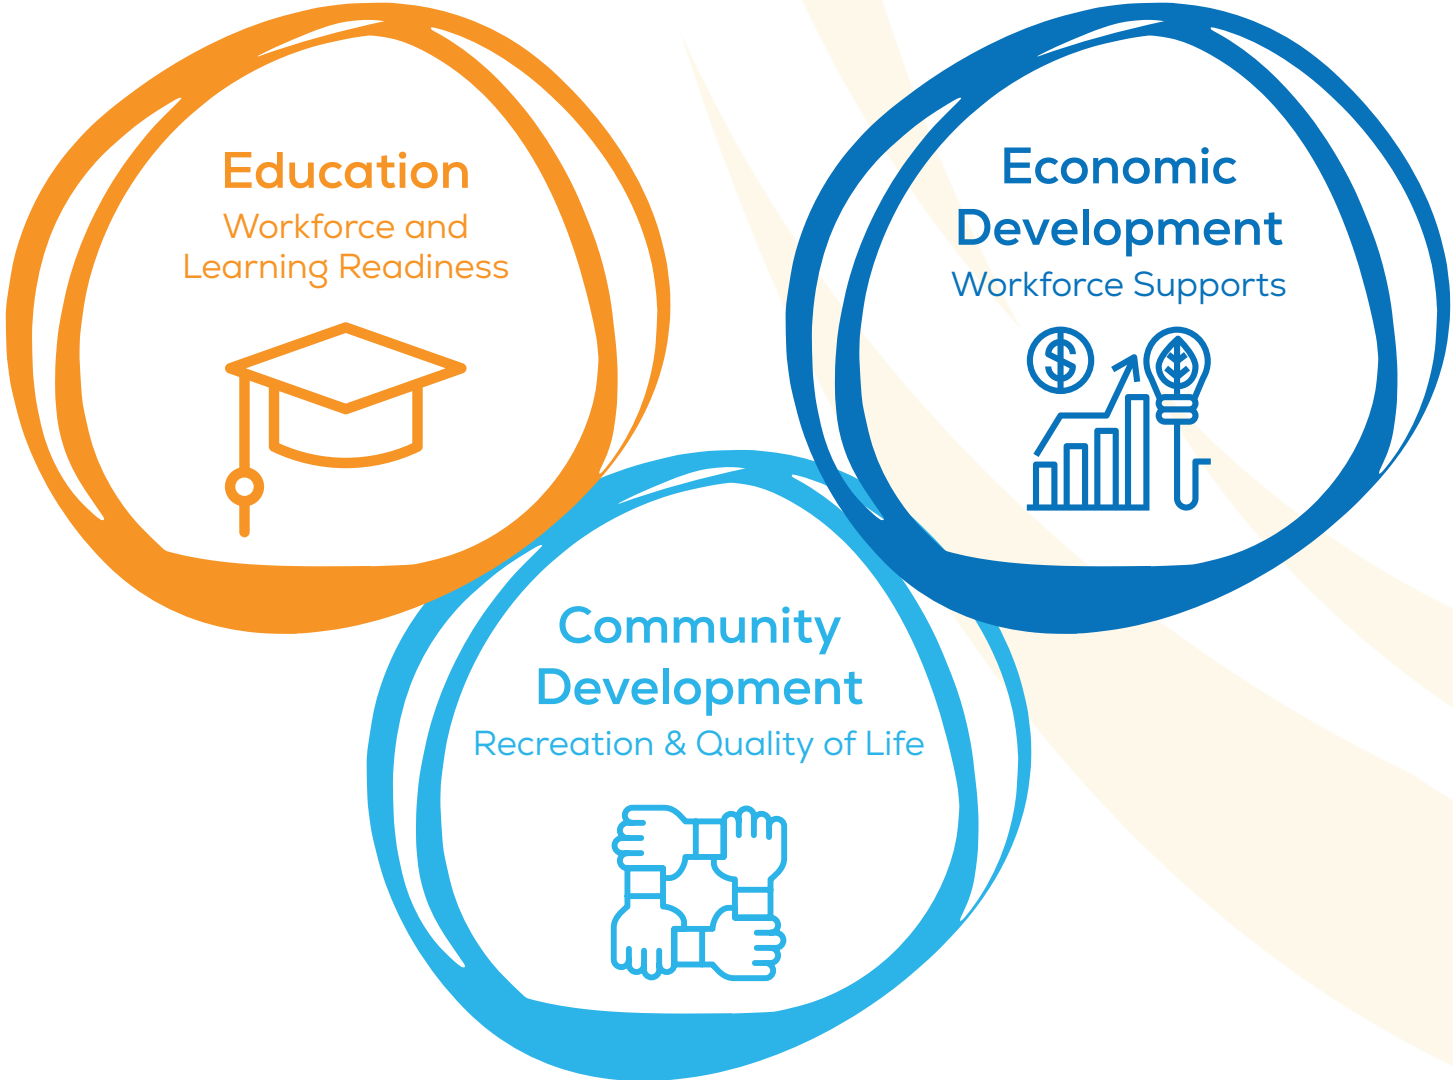 Education
Workforce and
Learning Readiness
Economic
Development
Workforce Supports
$
Community
Development
Recreation & Quality of Life